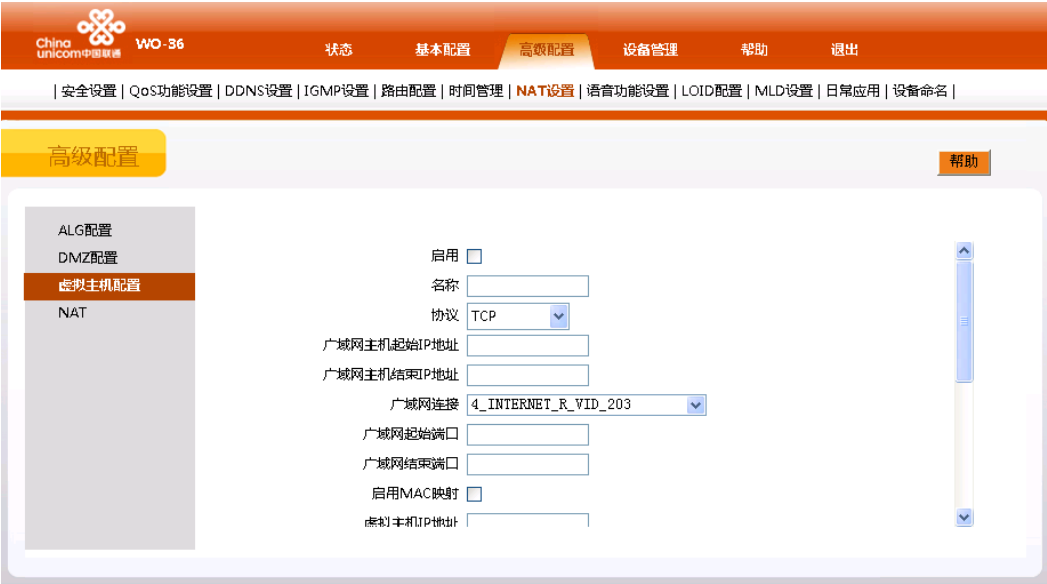 China
unicom中国联通
WO-36
状态 基本配置 高级配置 设备管理 帮助 退出
| 安全设置 | QoS功能设置 | DDNS设置 | IGMP设置 | 路由配置 | 时间管理 | NAT设置 | 语音功能设置 | LOID配置 | MLD设置 | 日常应用 | 设备命名 |
高级配置
帮助
ALG配置
DMZ配置
虚拟主机配置
NAT
启用
名称
协议 TCP
广域网主机起始IP地址
广域网主机结束IP地址
广域网连接 4_INTERNET_R_VID_203
广域网起始端口
广域网结束端口
启用MAC映射
虚拟主机IP地址